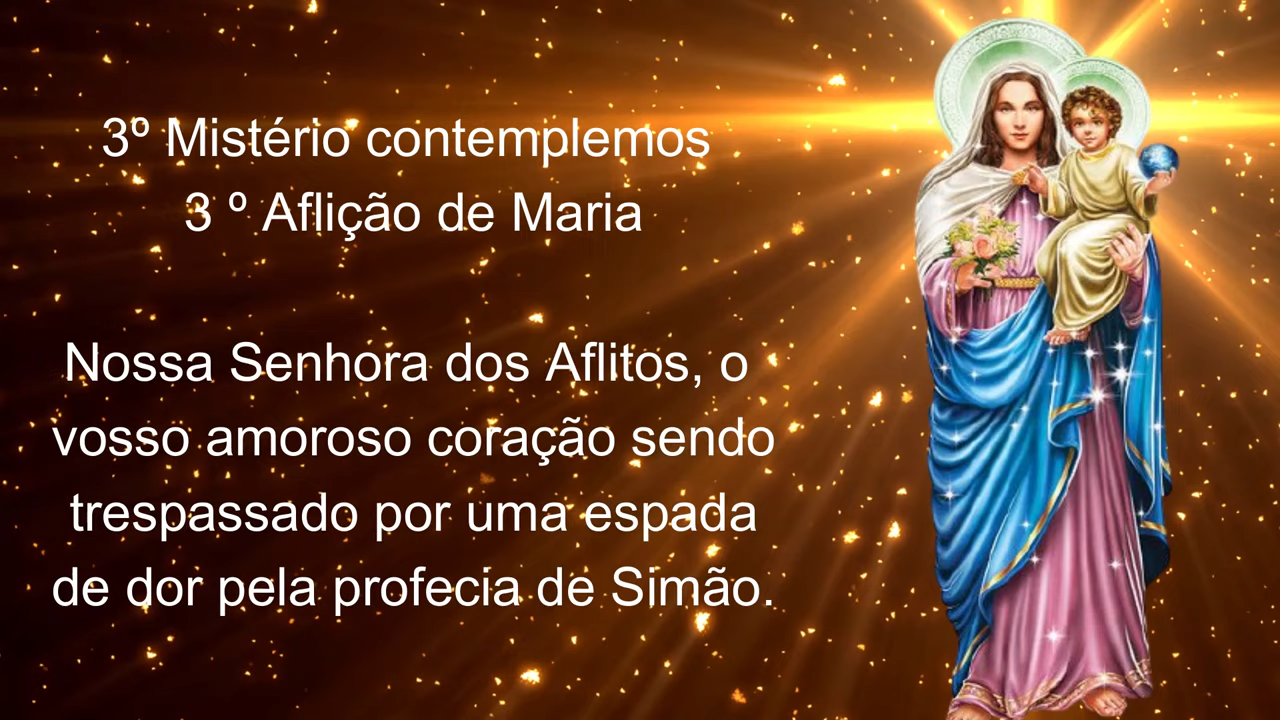 3º Mistério contemplemos
3 º Aflição de Maria
Nossa Senhora dos Aflitos, o
vosso amoroso coração sendo
trespassado por uma espada
de dor pela profecia de Simão.